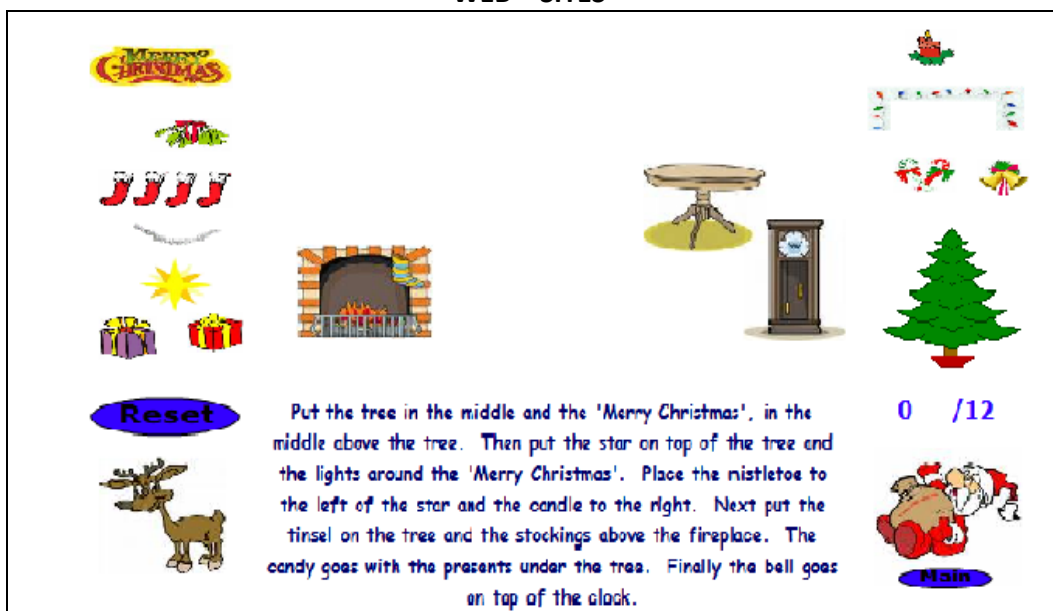 WEB - SITES
MERRY
CHRISTMAS
Reset
Put the tree in the middle and the 'Merry Christmas', in the
middle above the tree. Then put the star on top of the tree and
the lights around the 'Merry Christmas'. Place the mistletoe to
the left of the star and the candle to the right. Next put the
tinsel on the tree and the stockings above the fireplace. The
candy goes with the presents under the tree. Finally the bell goes
on top of the clock.
0 /12
Main